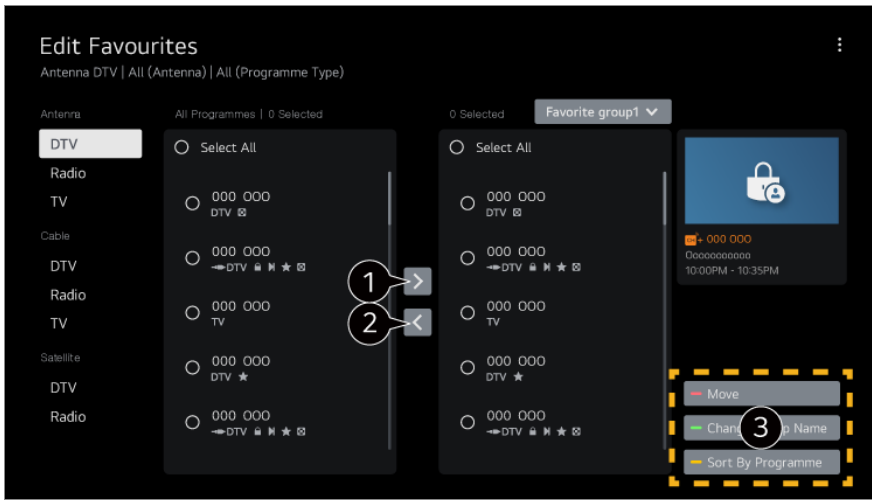 Edit Favourites
Antenna DTV | All (Antenna) | All (Programme Type)
Antenna
DTV
Radio
TV
Cable
DTV
Radio
TV
Satellite
DTV
Radio
All Programmes | 0 Selected
Select All
000 000
DTV
000 000
DTV
000 000
TV
000 000
DTV
000 000
DTV
1
2
0 Selected
Favorite group1
Select All
000 000
DTV
000 000
DTV
000 000
TV
000 000
DTV
000 000
DTV
+ 000 000
Ooooooooooo
10:00PM - 10:35PM
Move
3
Name
Sort By Programme